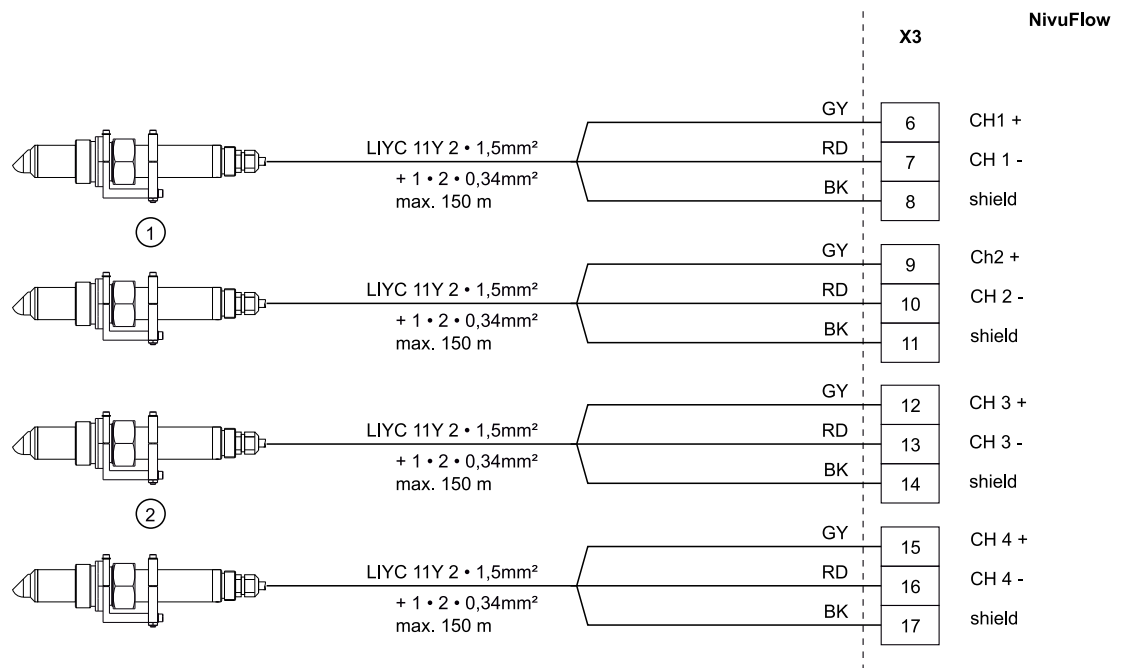 NivuFlow
X3
GY 6 CH1 +
LIYC 11Y 2 • 1,5mm² RD 7 CH 1 -
+ 1 • 2 • 0,34mm²
max. 150 m BK 8 shield
1
GY 9 Ch2 +
LIYC 11Y 2 • 1,5mm² RD 10 CH 2 -
+ 1 • 2 • 0,34mm²
max. 150 m BK 11 shield
GY 12 CH 3 +
LIYC 11Y 2 • 1,5mm² RD 13 CH 3 -
+ 1 • 2 • 0,34mm²
max. 150 m BK 14 shield
2
GY 15 CH 4 +
LIYC 11Y 2 • 1,5mm² RD 16 CH 4 -
+ 1 • 2 • 0,34mm²
max. 150 m BK 17 shield